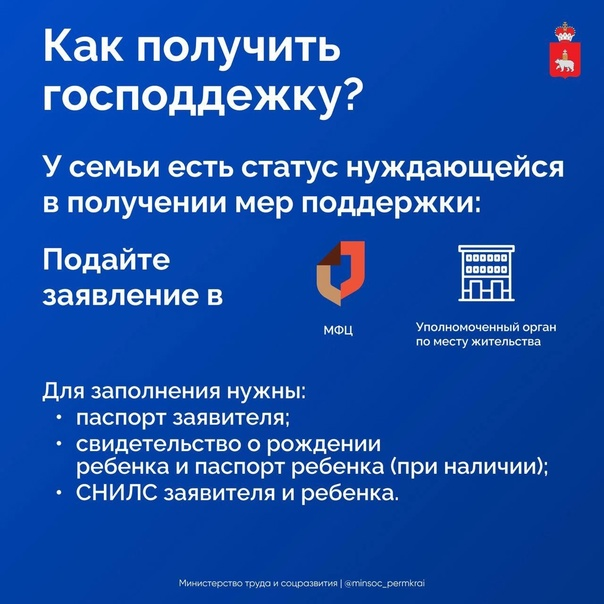 Как получить
господдежку?
У семьи есть статус нуждающейся
в получении мер поддержки:
Подайте
заявление в
МФЦ
Уполномоченный орган
по месту жительства
Для заполнения нужны:
• паспорт заявителя;
• свидетельство о рождении
ребенка и паспорт ребенка (при наличии);
• СНИЛС заявителя и ребенка.
Министерство труда и соцразвития | @minsoc_permkrai